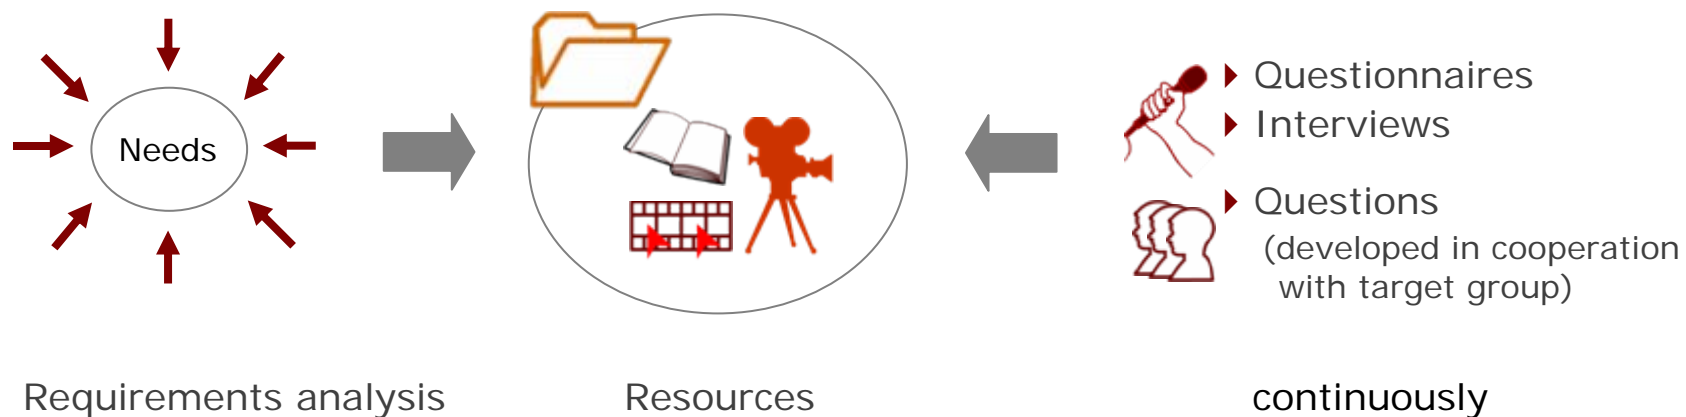 Needs
Questionnaires
Interviews
Questions
(developed in cooperation
with target group)
Requirements analysis
Resources
continuously